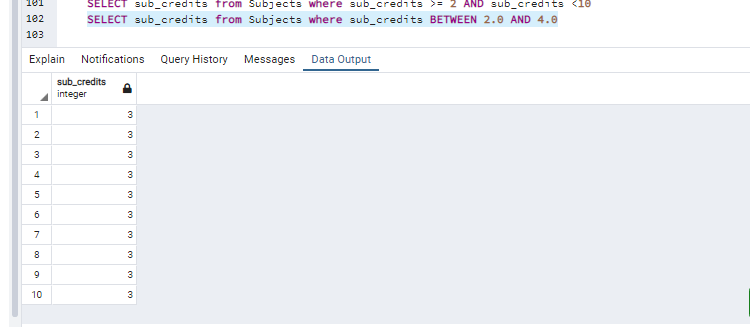 101 SELECT sub_credits from Subjects where sub_credits >= 2 AND sub_credits <10
102 SELECT sub_credits from Subjects where sub_credits BETWEEN 2.0 AND 4.0
103
Explain Notifications Query History Messages Data Output
sub_credits
integer
1 3
2 3
3 3
4 3
5 3
6 3
7 3
8 3
9 3
10 3